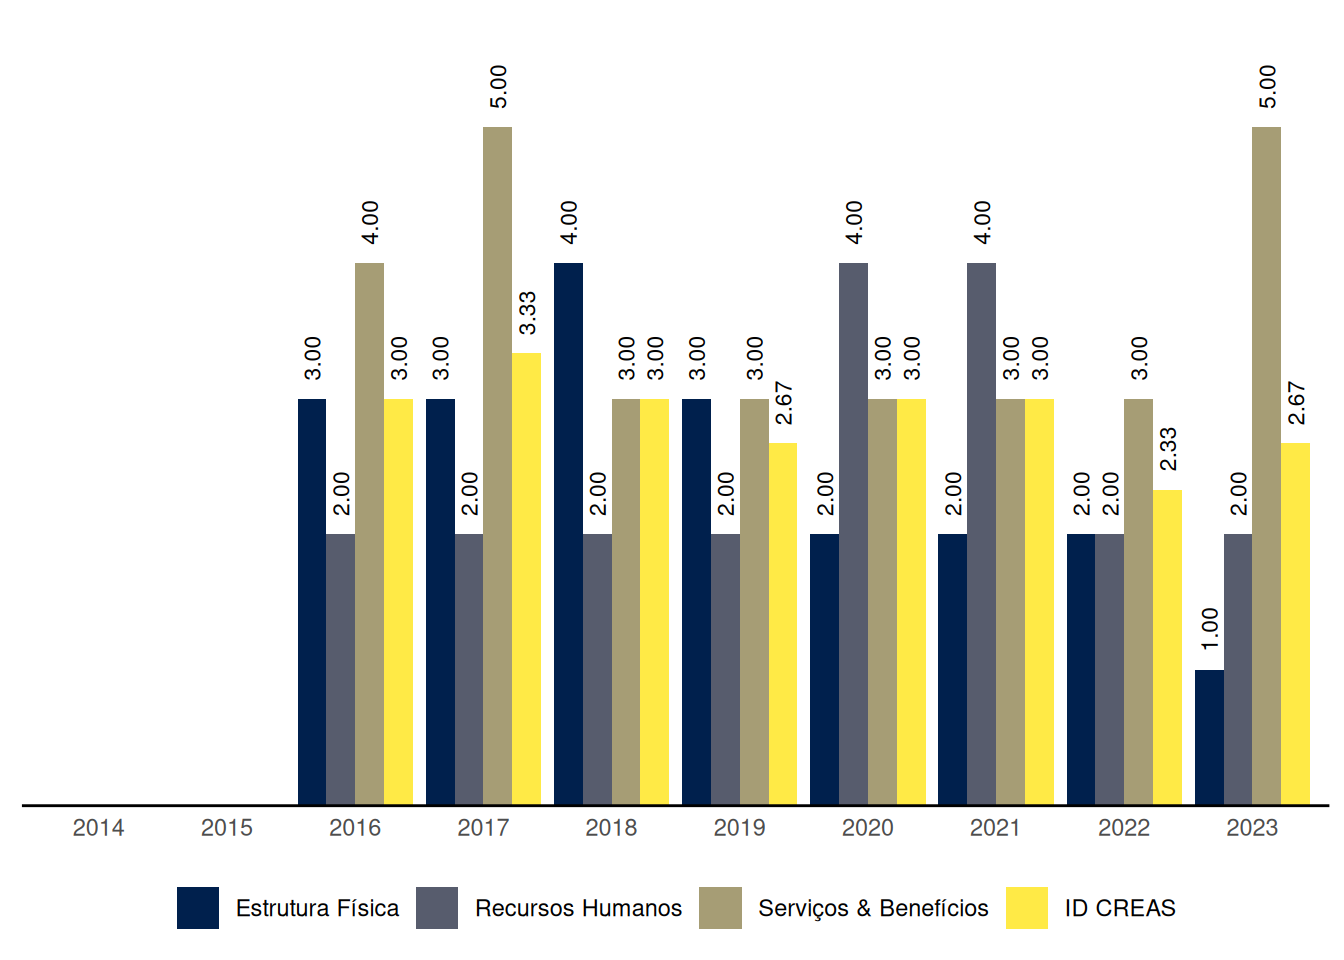 5.00 5.00
4.00 4.00 4.00 4.00
3.33
3.00 3.00 3.00 3.00 3.00 3.00 3.00 3.00 3.00 3.00 3.00 3.00
2.67 2.67
2.33
2.00 2.00 2.00 2.00 2.00 2.00 2.00 2.00 2.00
1.00
2014 2015 2016 2017 2018 2019 2020 2021 2022 2023
Estrutura Física Recursos Humanos Serviços & Benefícios ID CREAS